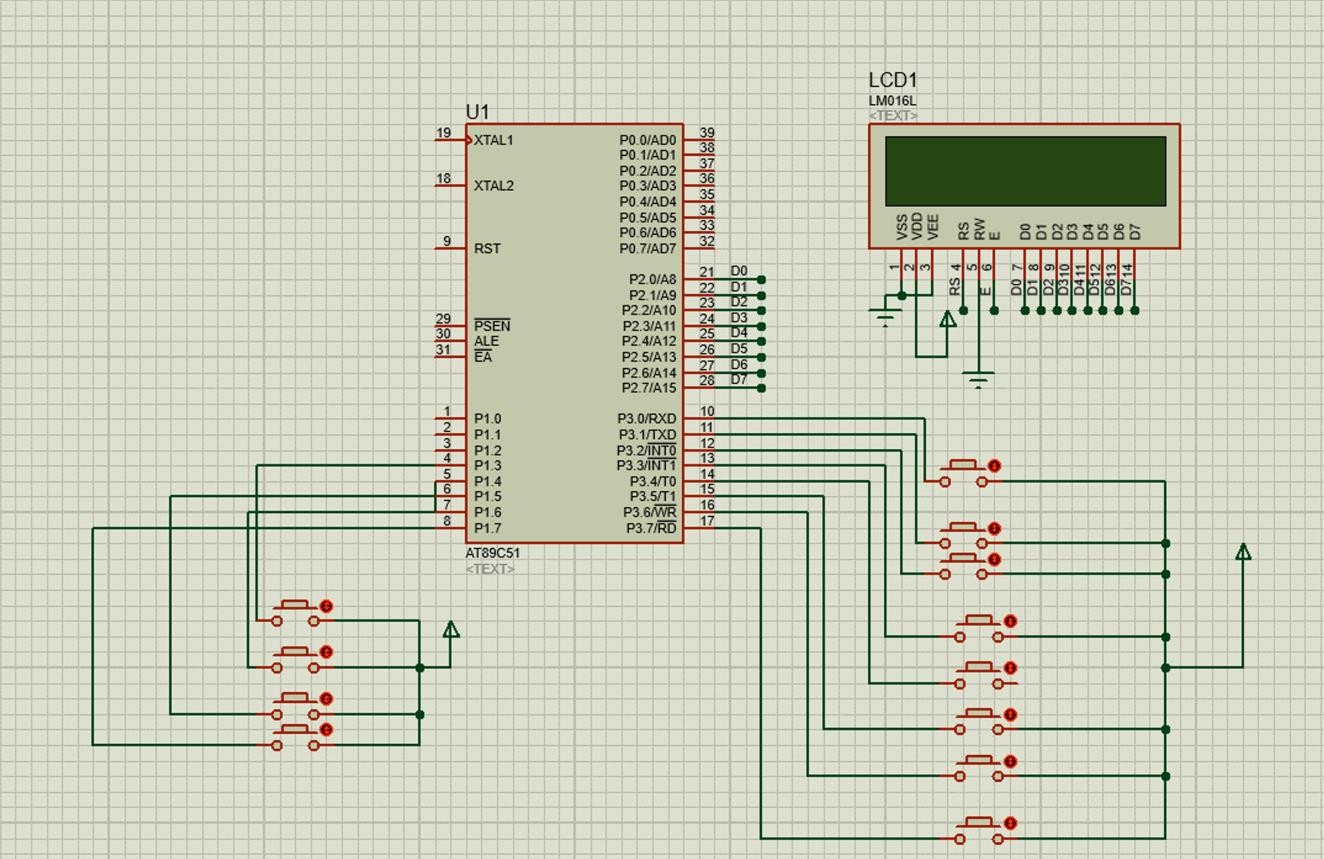 LCD1
LM016L
<TEXT>
U1
19 XTAL1
18 XTAL2
9 RST
29 PSEN
30 ALE
31 EA
1 P1.0
2 P1.1
3 P1.2
4 P1.3
5 P1.4
6 P1.5
7 P1.6
8 P1.7
P0.0/AD0 39
P0.1/AD1 38
P0.2/AD2 37
P0.3/AD3 36
P0.4/AD4 35
P0.5/AD5 34
P0.6/AD6 33
P0.7/AD7 32
P2.0/A8 21 D0
P2.1/A9 22 D1
P2.2/A10 23 D2
P2.3/A11 24 D3
P2.4/A12 25 D4
P2.5/A13 26 D5
P2.6/A14 27 D6
P2.7/A15 28 D7
P3.0/RXD 10
P3.1/TXD 11
P3.2/INT0 12
P3.3/INT1 13
P3.4/T0 14
P3.5/T1 15
P3.6/WR 16
P3.7/RD 17
AT89C51
<TEXT>
VSS VDD VEE RS RW E D0 D1 D2 D3 D4 D5 D6 D7
1 2 3 4 5 6 7 8 9 10 11 12 13 14
RS E D0 D1 D2 D3 D4 D5 D6 D7